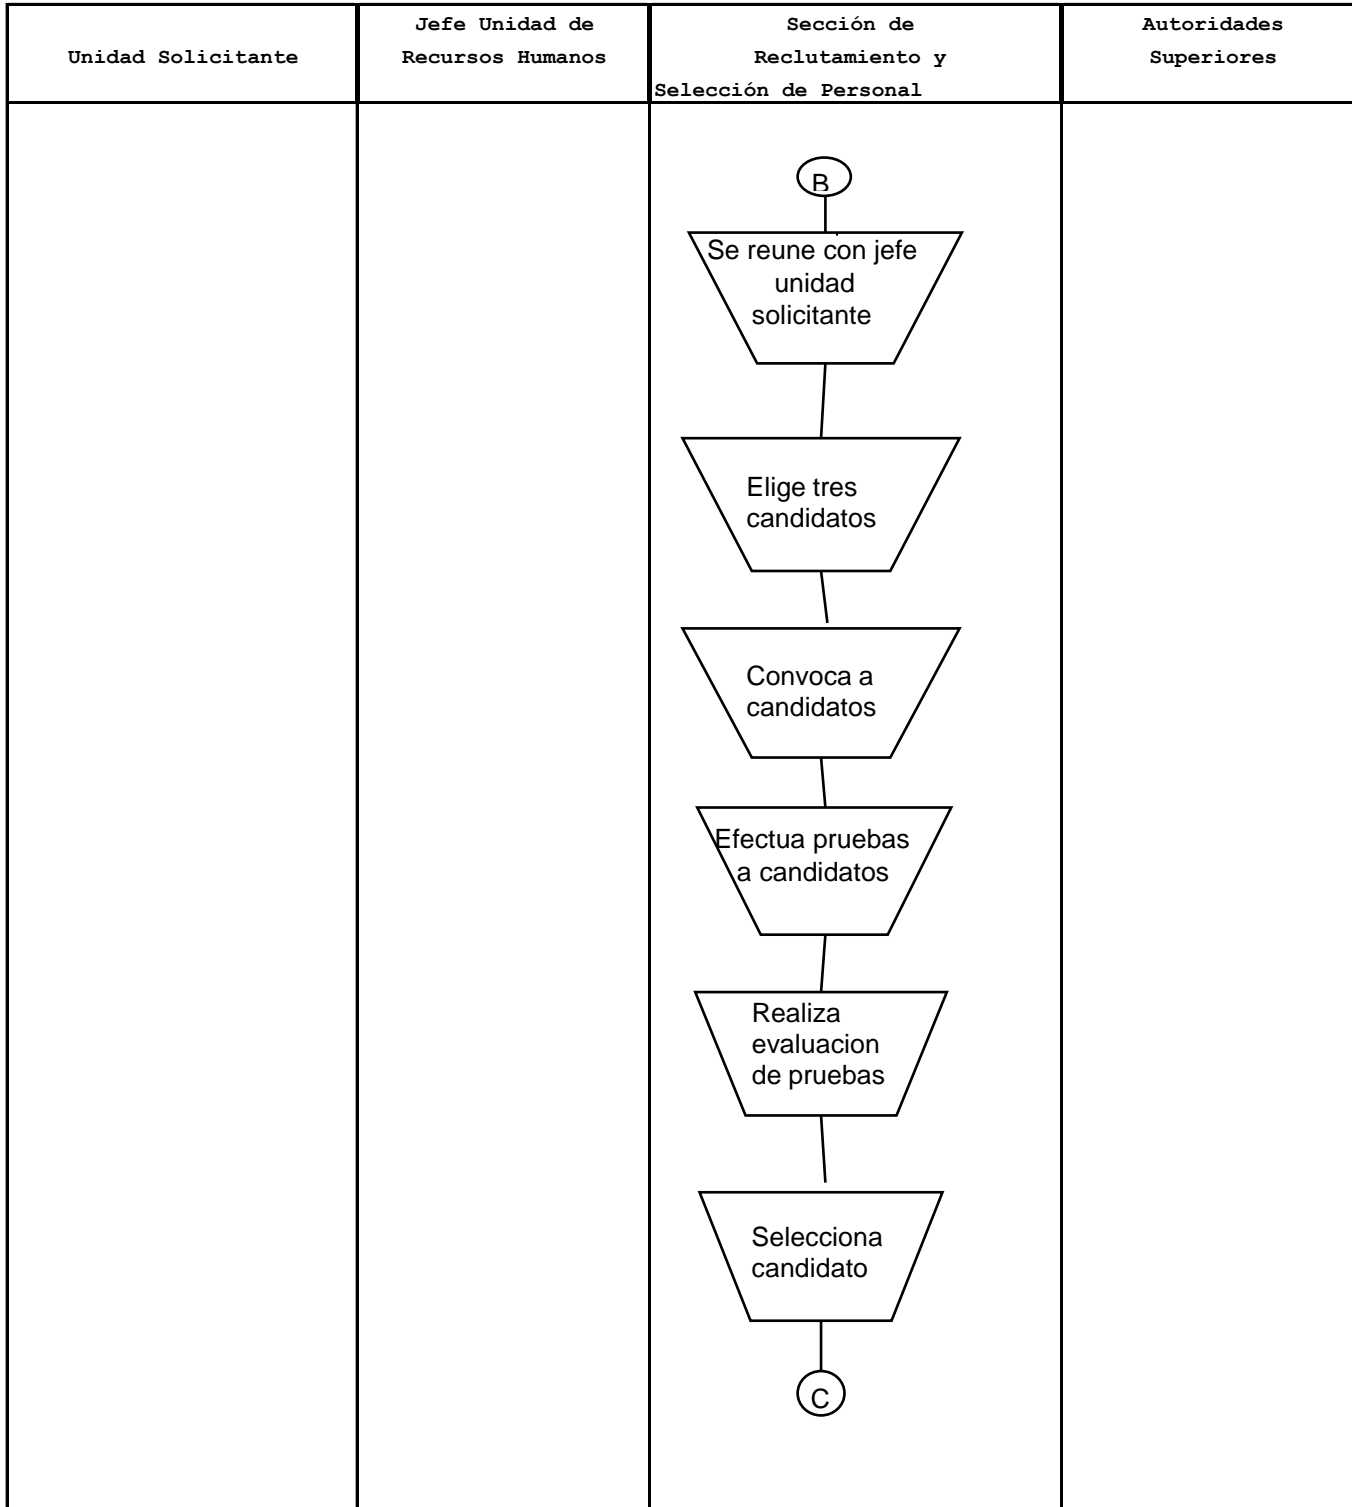 Unidad Solicitante
Jefe Unidad de
Recursos Humanos
Sección de
Reclutamiento y
Selección de Personal
Autoridades
Superiores
B
Se reune con jefe
unidad
solicitante
Elige tres
candidatos
Convoca a
candidatos
Efectua pruebas
a candidatos
Realiza
evaluacion
de pruebas
Selecciona
candidato
C